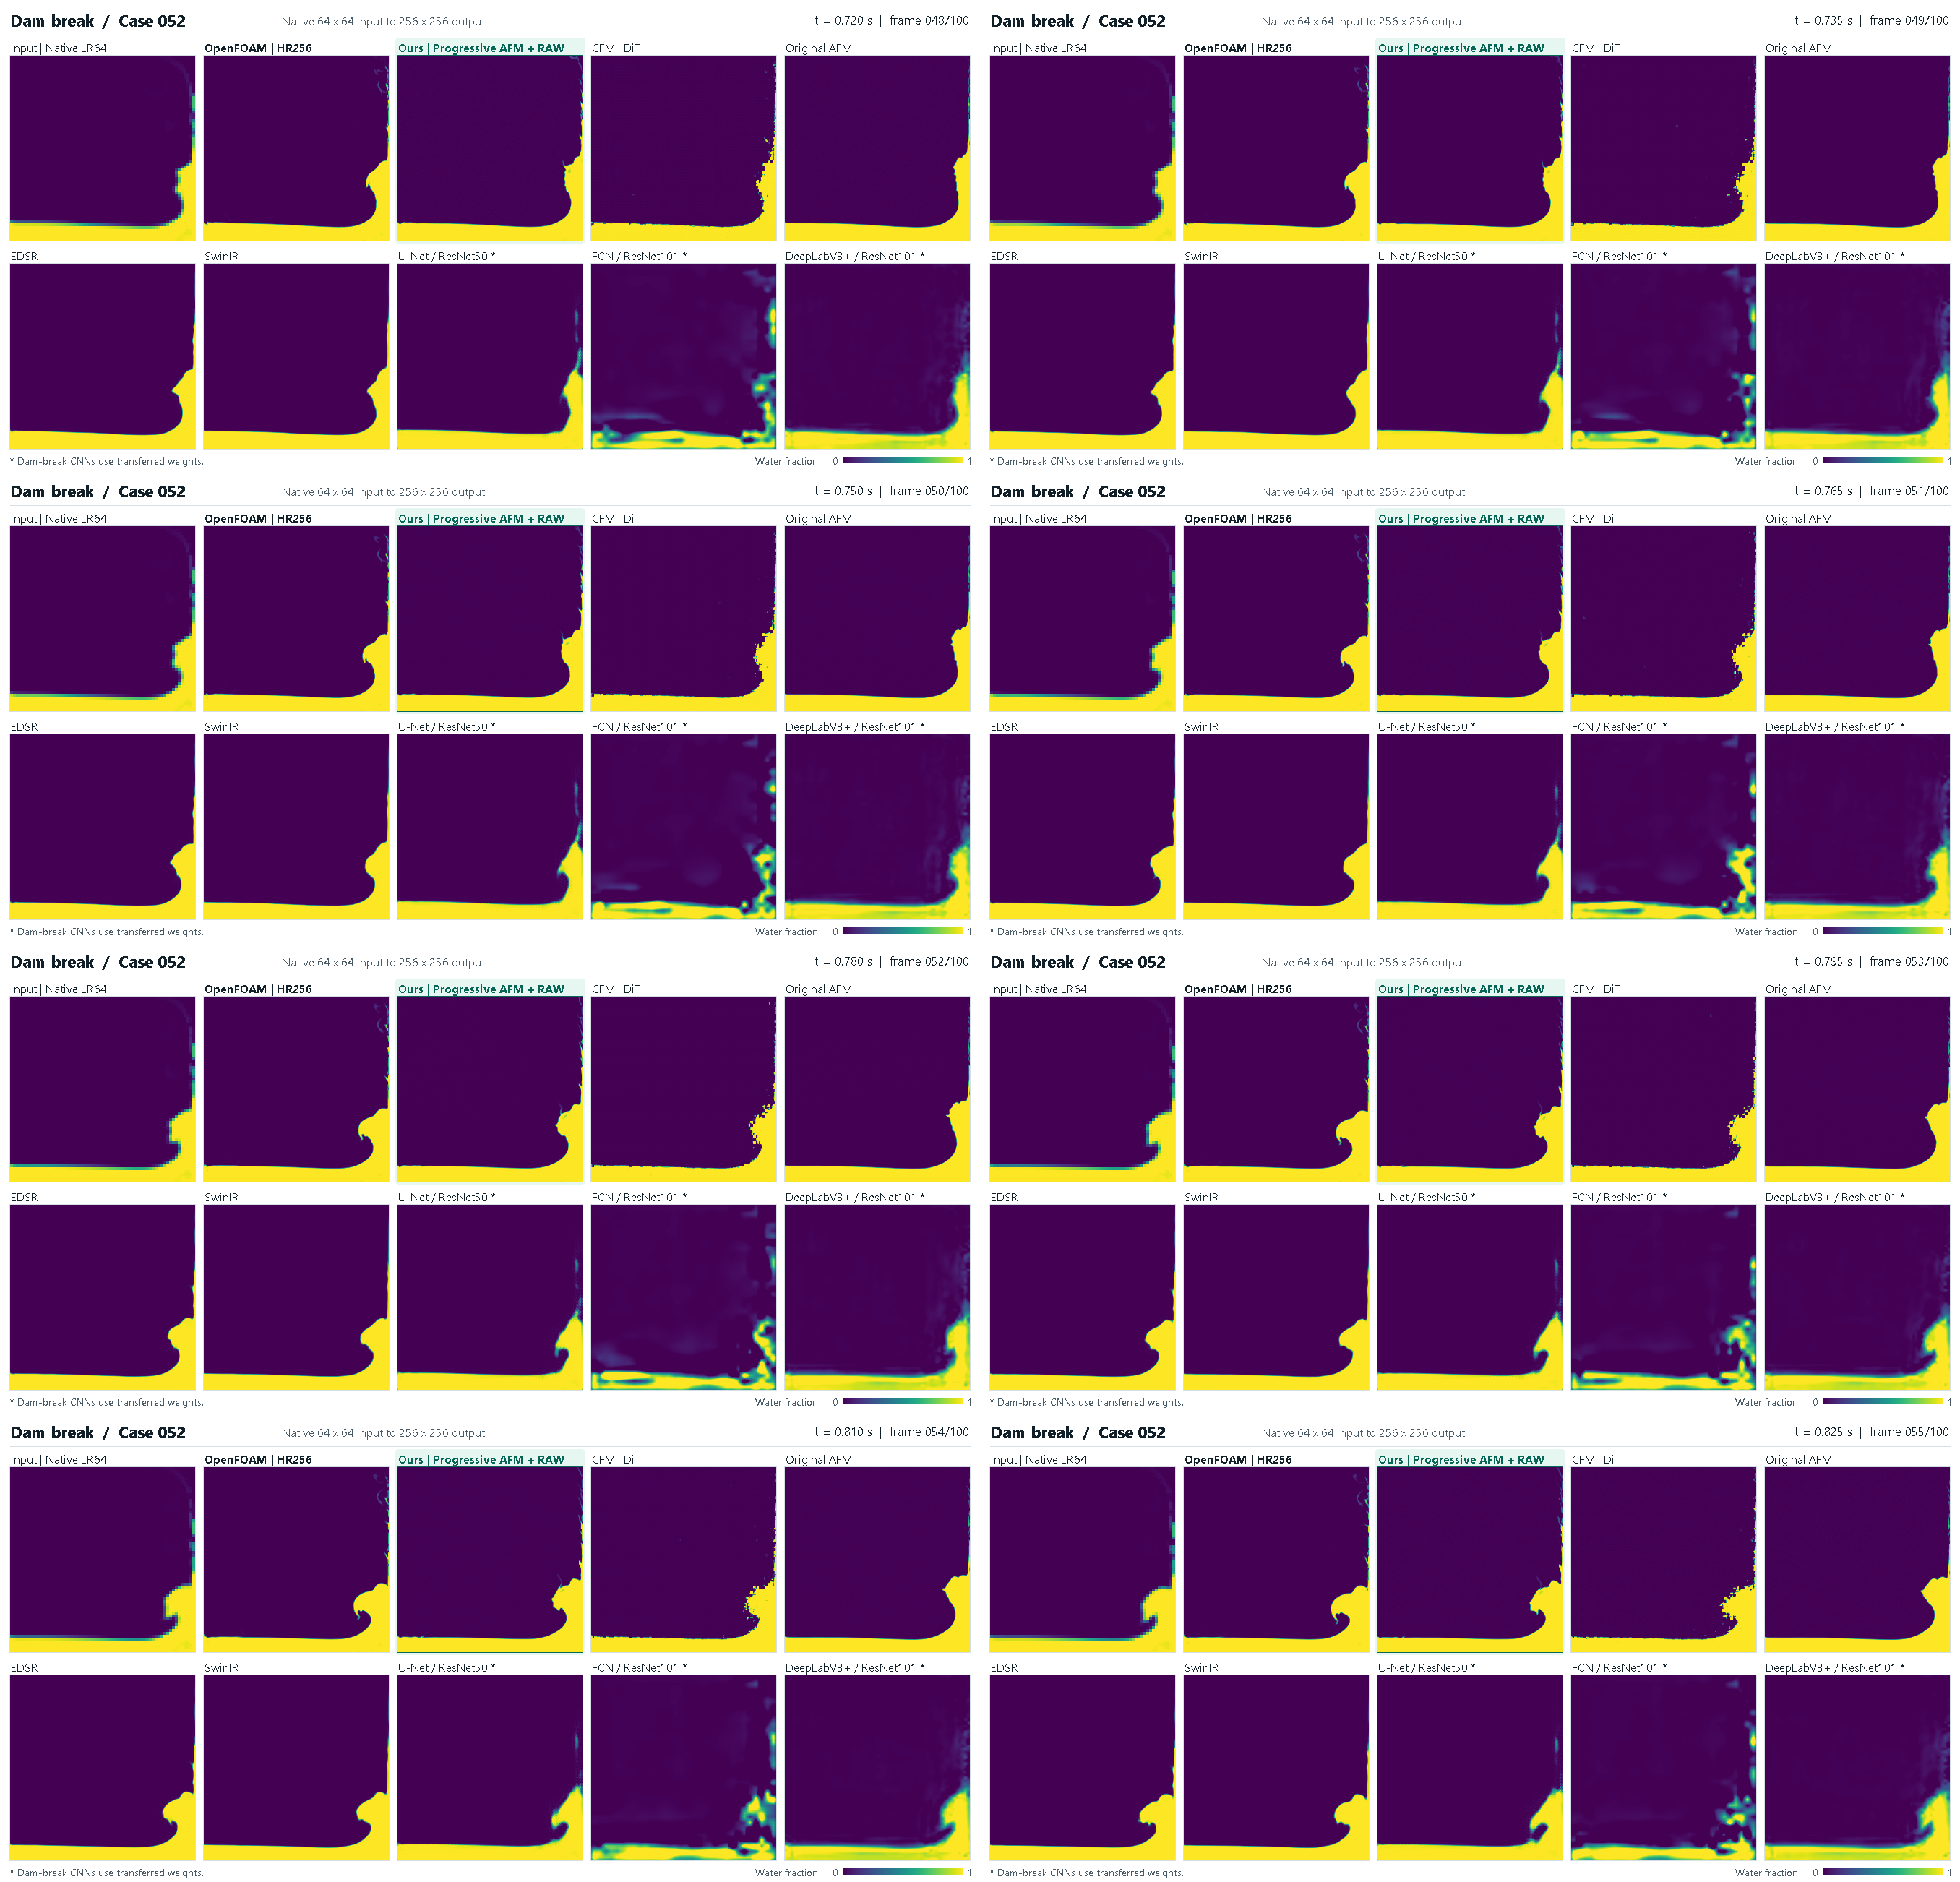 Dam break / Case 052 Native 64 x 64 input to 256 x 256 output t = 0.720 s | frame 048/100
Input | Native LR64 OpenFOAM | HR256 Ours | Progressive AFM + RAW CFM | DiT Original AFM
EDSR SwinIR U-Net / ResNet50 * FCN / ResNet101 * DeepLabV3+ / ResNet101 *
* Dam-break CNNs use transferred weights. Water fraction 0 1
Dam break / Case 052 Native 64 x 64 input to 256 x 256 output t = 0.735 s | frame 049/100
Input | Native LR64 OpenFOAM | HR256 Ours | Progressive AFM + RAW CFM | DiT Original AFM
EDSR SwinIR U-Net / ResNet50 * FCN / ResNet101 * DeepLabV3+ / ResNet101 *
* Dam-break CNNs use transferred weights. Water fraction 0 1
Dam break / Case 052 Native 64 x 64 input to 256 x 256 output t = 0.750 s | frame 050/100
Input | Native LR64 OpenFOAM | HR256 Ours | Progressive AFM + RAW CFM | DiT Original AFM
EDSR SwinIR U-Net / ResNet50 * FCN / ResNet101 * DeepLabV3+ / ResNet101 *
* Dam-break CNNs use transferred weights. Water fraction 0 1
Dam break / Case 052 Native 64 x 64 input to 256 x 256 output t = 0.765 s | frame 051/100
Input | Native LR64 OpenFOAM | HR256 Ours | Progressive AFM + RAW CFM | DiT Original AFM
EDSR SwinIR U-Net / ResNet50 * FCN / ResNet101 * DeepLabV3+ / ResNet101 *
* Dam-break CNNs use transferred weights. Water fraction 0 1
Dam break / Case 052 Native 64 x 64 input to 256 x 256 output t = 0.780 s | frame 052/100
Input | Native LR64 OpenFOAM | HR256 Ours | Progressive AFM + RAW CFM | DiT Original AFM
EDSR SwinIR U-Net / ResNet50 * FCN / ResNet101 * DeepLabV3+ / ResNet101 *
* Dam-break CNNs use transferred weights. Water fraction 0 1
Dam break / Case 052 Native 64 x 64 input to 256 x 256 output t = 0.795 s | frame 053/100
Input | Native LR64 OpenFOAM | HR256 Ours | Progressive AFM + RAW CFM | DiT Original AFM
EDSR SwinIR U-Net / ResNet50 * FCN / ResNet101 * DeepLabV3+ / ResNet101 *
* Dam-break CNNs use transferred weights. Water fraction 0 1
Dam break / Case 052 Native 64 x 64 input to 256 x 256 output t = 0.810 s | frame 054/100
Input | Native LR64 OpenFOAM | HR256 Ours | Progressive AFM + RAW CFM | DiT Original AFM
EDSR SwinIR U-Net / ResNet50 * FCN / ResNet101 * DeepLabV3+ / ResNet101 *
* Dam-break CNNs use transferred weights. Water fraction 0 1
Dam break / Case 052 Native 64 x 64 input to 256 x 256 output t = 0.825 s | frame 055/100
Input | Native LR64 OpenFOAM | HR256 Ours | Progressive AFM + RAW CFM | DiT Original AFM
EDSR SwinIR U-Net / ResNet50 * FCN / ResNet101 * DeepLabV3+ / ResNet101 *
* Dam-break CNNs use transferred weights. Water fraction 0 1